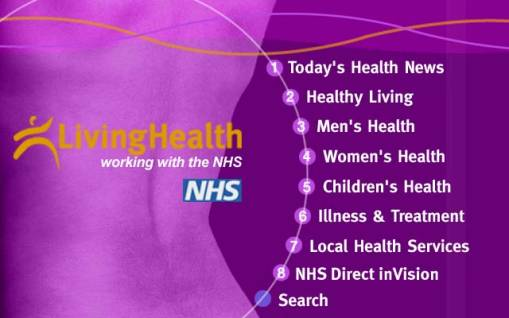 LivingHealth
working with the NHS
NHS
1 Today's Health News
2 Healthy Living
3 Men's Health
4 Women's Health
5 Children's Health
6 Illness & Treatment
7 Local Health Services
8 NHS Direct inVision
Search